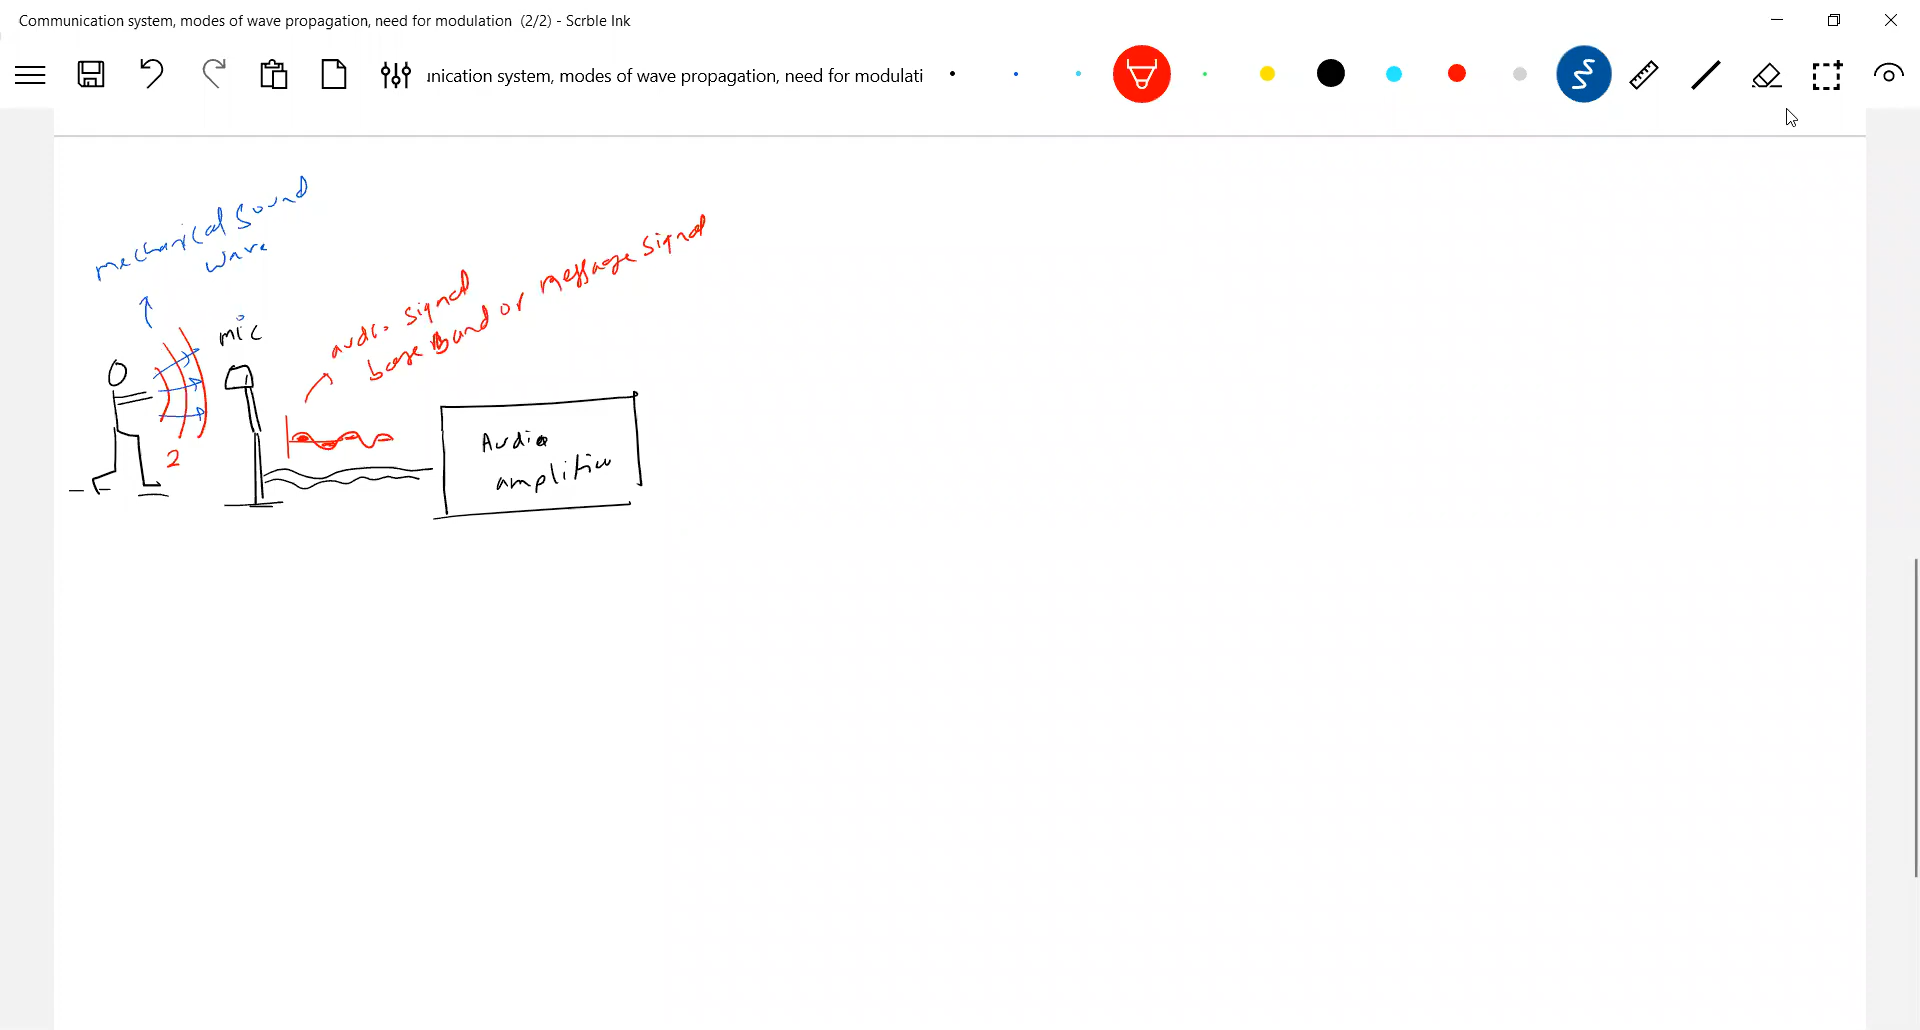 Communication system, modes of wave propagation, need for modulation (2/2) - Scrble Ink
unication system, modes of wave propagation, need for modulati
mechanical sound
wave
mic
audio signal
base band or message signal
2
Audio
amplifier